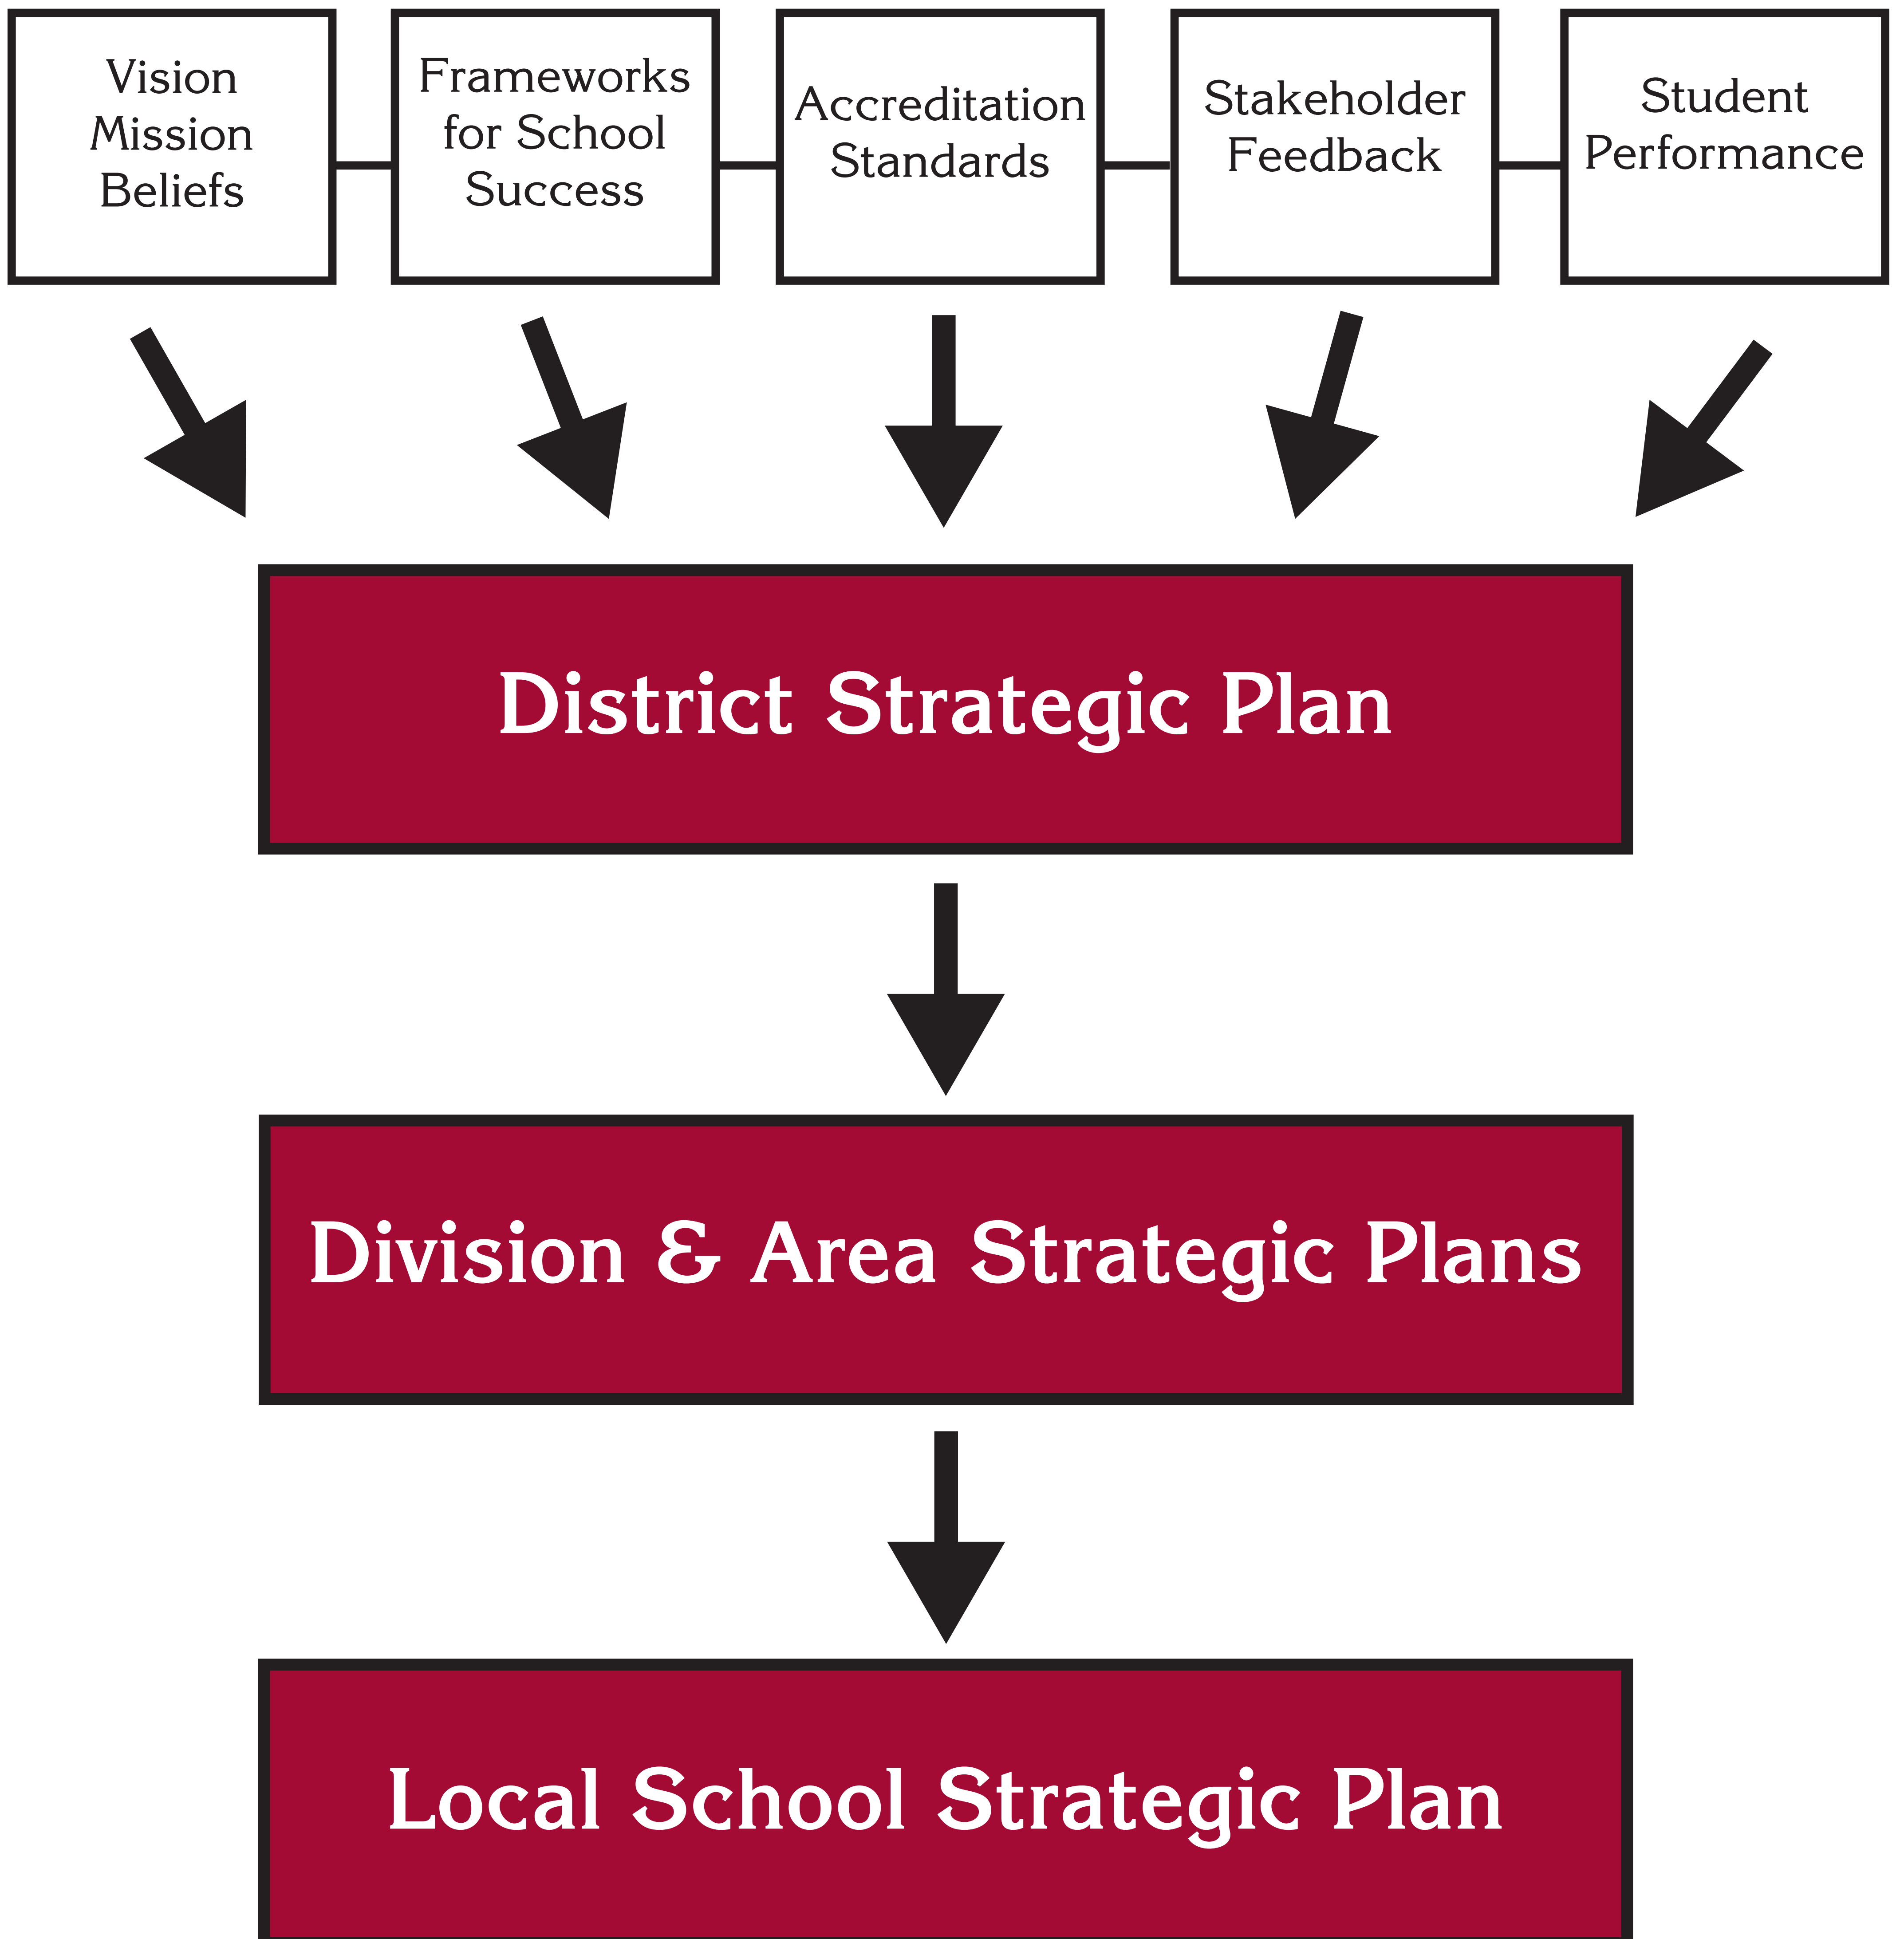 Vision
Mission
Beliefs
Frameworks
for School
Success
Accreditation
Standards
Stakeholder
Feedback
Student
Performance
District Strategic Plan
Division & Area Strategic Plans
Local School Strategic Plan